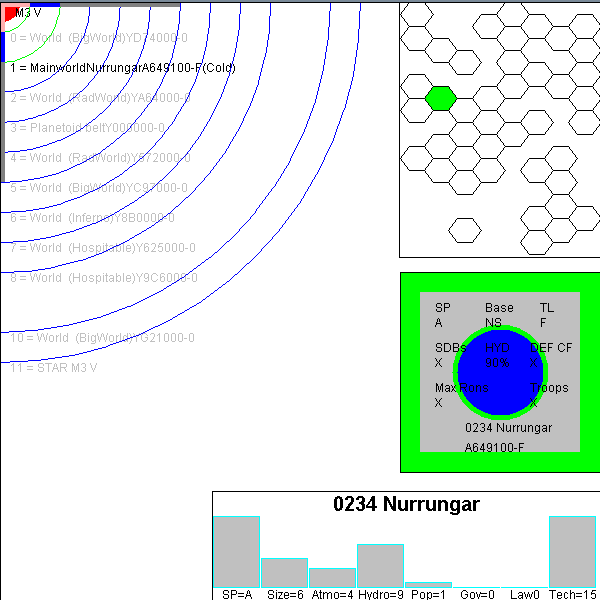 M3 V
0 = World (BigWorld)YD74000-0
1 = MainworldNurrungarA649100-F(Cold)
2 = World (RadWorld)YA64000-0
3 = Planetoid beltY000000-0
4 = World (RadWorld)Y972000-0
5 = World (BigWorld)YC97000-0
6 = World (Inferno)Y8B0000-0
7 = World (Hospitable)Y625000-0
8 = World (Hospitable)Y9C6000-0
10 = World (BigWorld)YG21000-0
11 = STAR M3 V
SP Base TL
A NS F
SDBs HYD DEF CF
X 90% X
Max Pop Troops
X X
0234 Nurrungar
A649100-F
0234 Nurrungar
SP=A Size=6 Atmo=4 Hydro=9 Pop=1 Gov=0 Law0 Tech=15